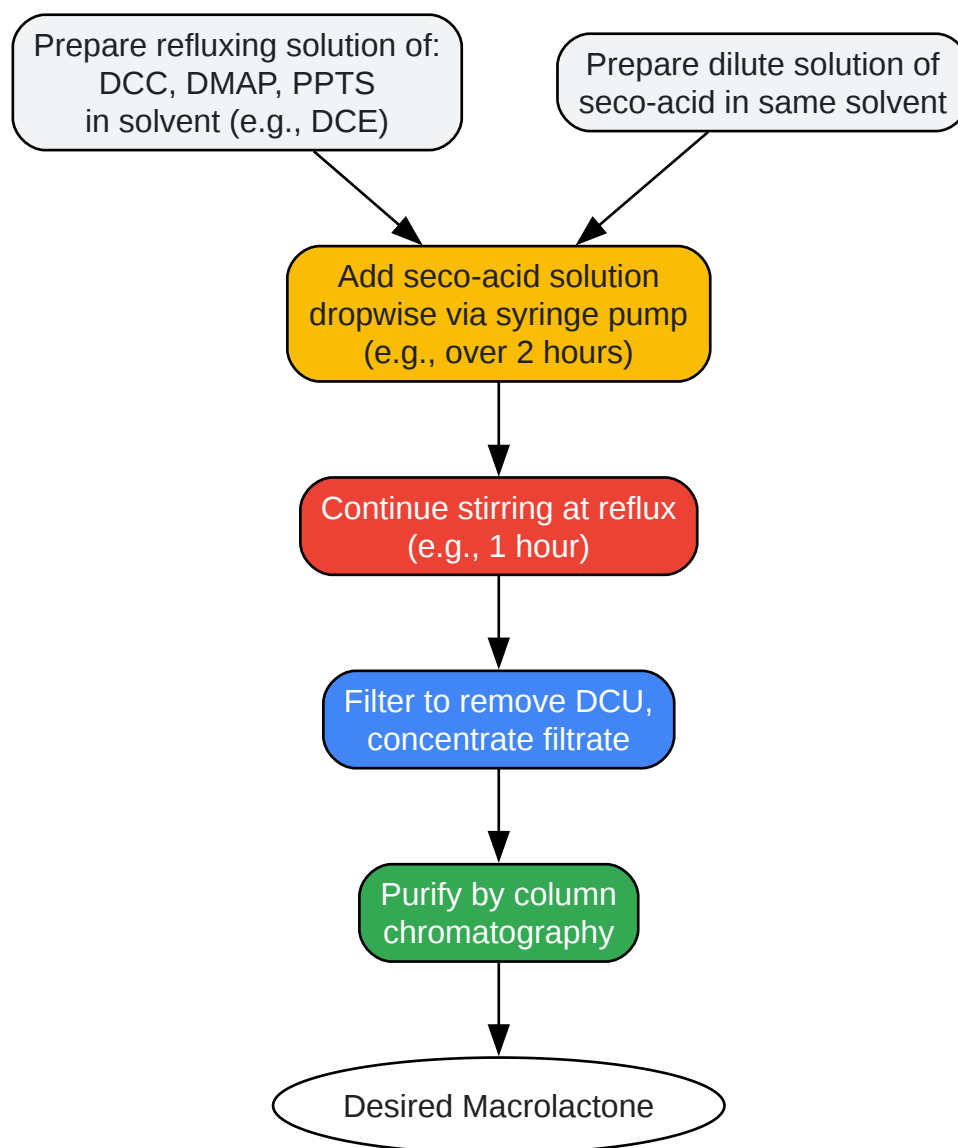 Prepare refluxing solution of:
DCC, DMAP, PPTS
in solvent (e.g., DCE)
Prepare dilute solution of
seco-acid in same solvent
Add seco-acid solution
dropwise via syringe pump
(e.g., over 2 hours)
Continue stirring at reflux
(e.g., 1 hour)
Filter to remove DCU,
concentrate filtrate
Purify by column
chromatography
Desired Macrolactone